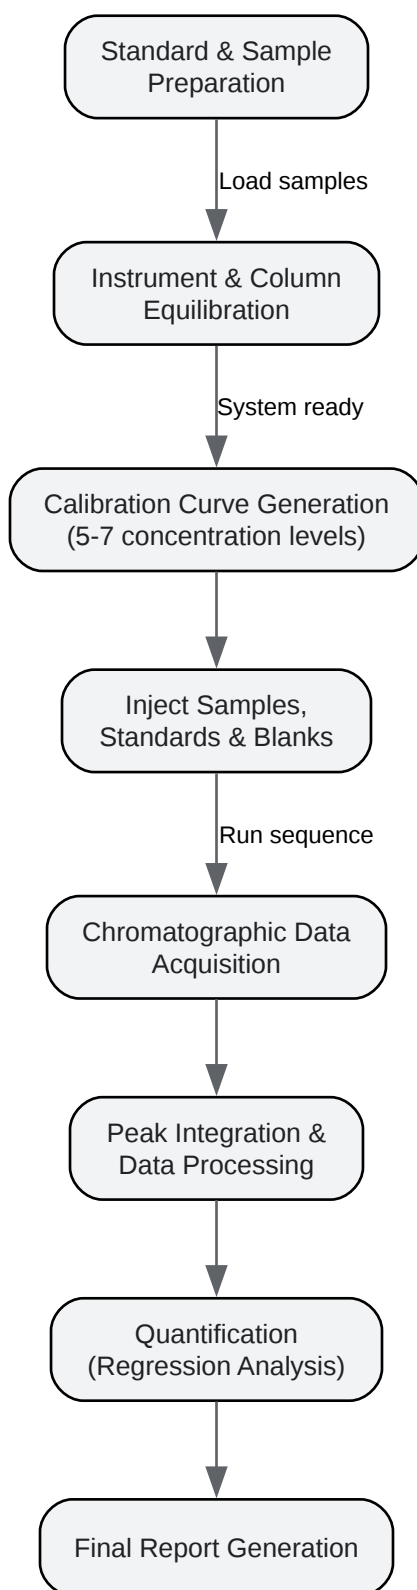 Standard & Sample
Preparation
Load samples
Instrument & Column
Equilibration
System ready
Calibration Curve Generation
(5-7 concentration levels)
Inject Samples,
Standards & Blanks
Run sequence
Chromatographic Data
Acquisition
Peak Integration &
Data Processing
Quantification
(Regression Analysis)
Final Report Generation